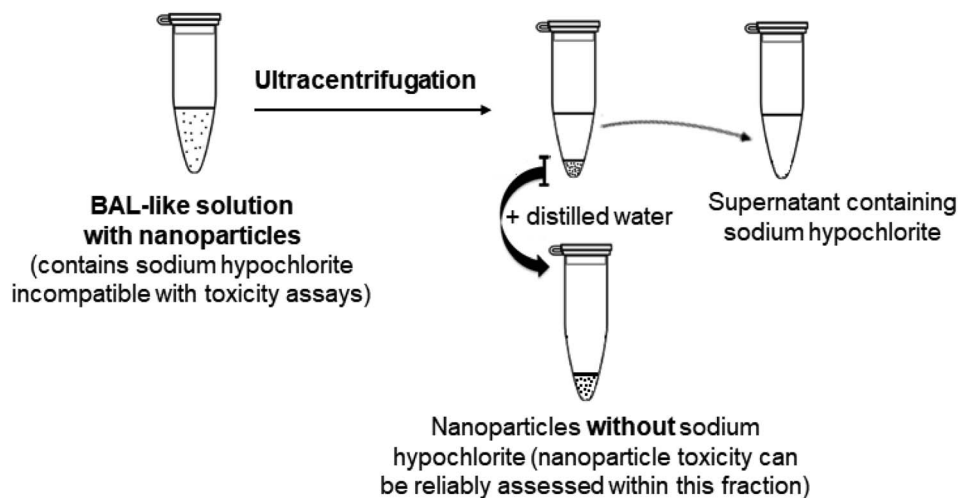 Ultracentrifugation
BAL-like solution
with nanoparticles
(contains sodium hypochlorite
incompatible with toxicity assays)
+ distilled water
Supernatant containing
sodium hypochlorite
Nanoparticles without sodium
hypochlorite (nanoparticle toxicity can
be reliably assessed within this fraction)